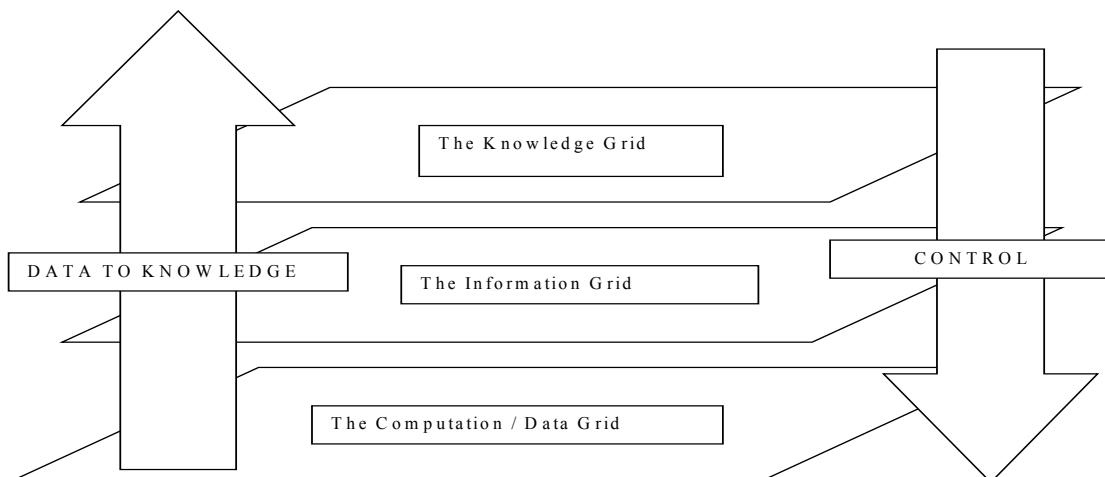 The Knowledge Grid
DATA TO KNOWLEDGE
CONTROL
The Information Grid
The Computation / Data Grid